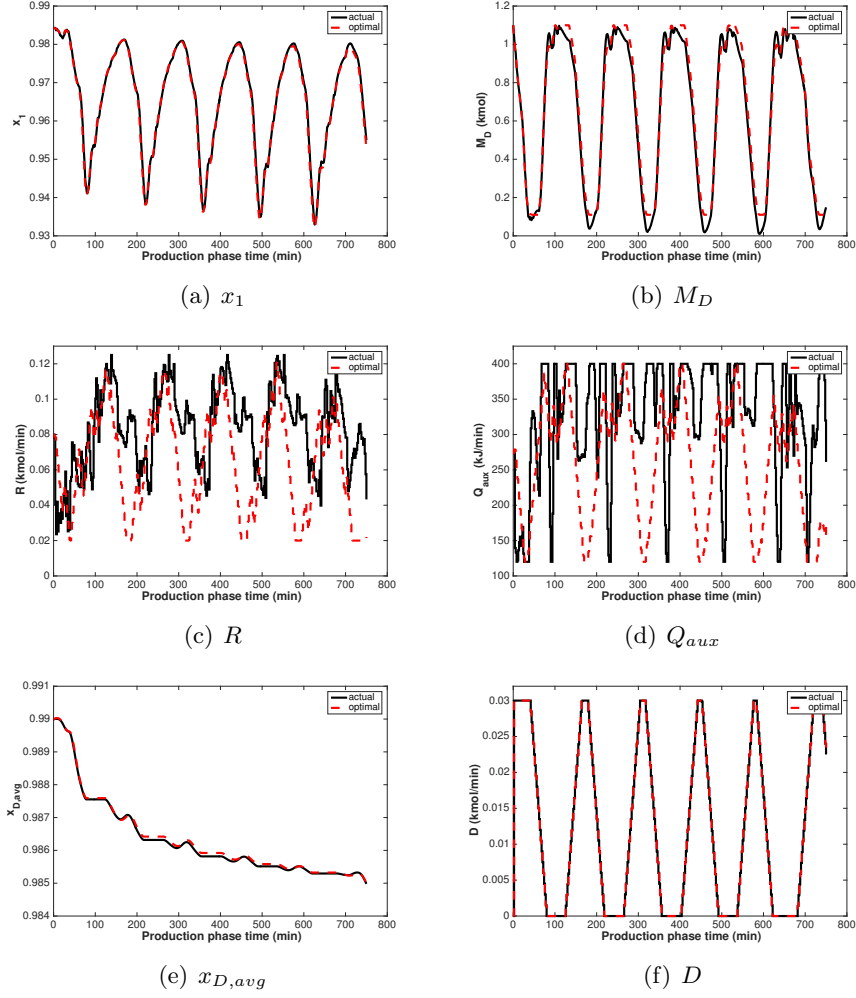 0.99
actual
optimal
0.98
0.97
x1
0.96
0.95
0.94
0.93
0 100 200 300 400 500 600 700 800
Production phase time (min)
(a) x1
1.2
actual
optimal
1
0.8
M_D (kmol)
0.6
0.4
0.2
0
0 100 200 300 400 500 600 700 800
Production phase time (min)
(b) M_D
actual
optimal
0.12
0.1
0.08
R (kmol/min)
0.06
0.04
0.02
0
0 100 200 300 400 500 600 700 800
Production phase time (min)
(c) R
actual
optimal
400
350
300
Q_aux (kJ/min)
250
200
150
100
0 100 200 300 400 500 600 700 800
Production phase time (min)
(d) Q_aux
0.991
actual
optimal
0.99
0.989
0.988
x_D,avg
0.987
0.986
0.985
0.984
0 100 200 300 400 500 600 700 800
Production phase time (min)
(e) x_D,avg
actual
optimal
0.03
0.025
0.02
D (kmol/min)
0.015
0.01
0.005
0
0 100 200 300 400 500 600 700 800
Production phase time (min)
(f) D